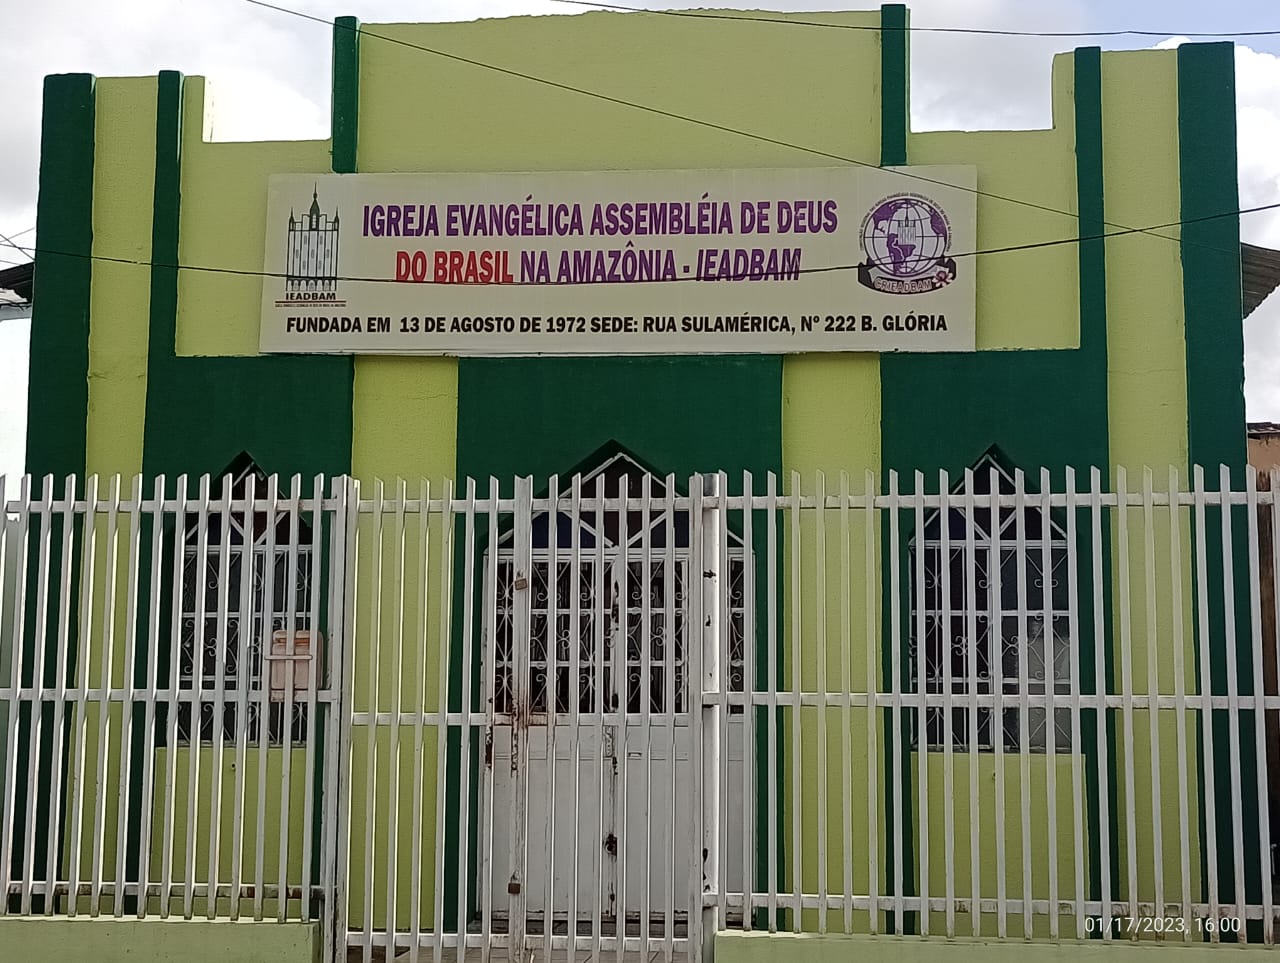 IGREJA EVANGÉLICA ASSEMBLÉIA DE DEUS
DO BRASIL NA AMAZÔNIA - IEADBAM
IEADBAM
CRIEADBAM
FUNDADA EM 13 DE AGOSTO DE 1972 SEDE: RUA SULAMÉRICA, Nº 222 B. GLÓRIA
01/17/2023, 16:00